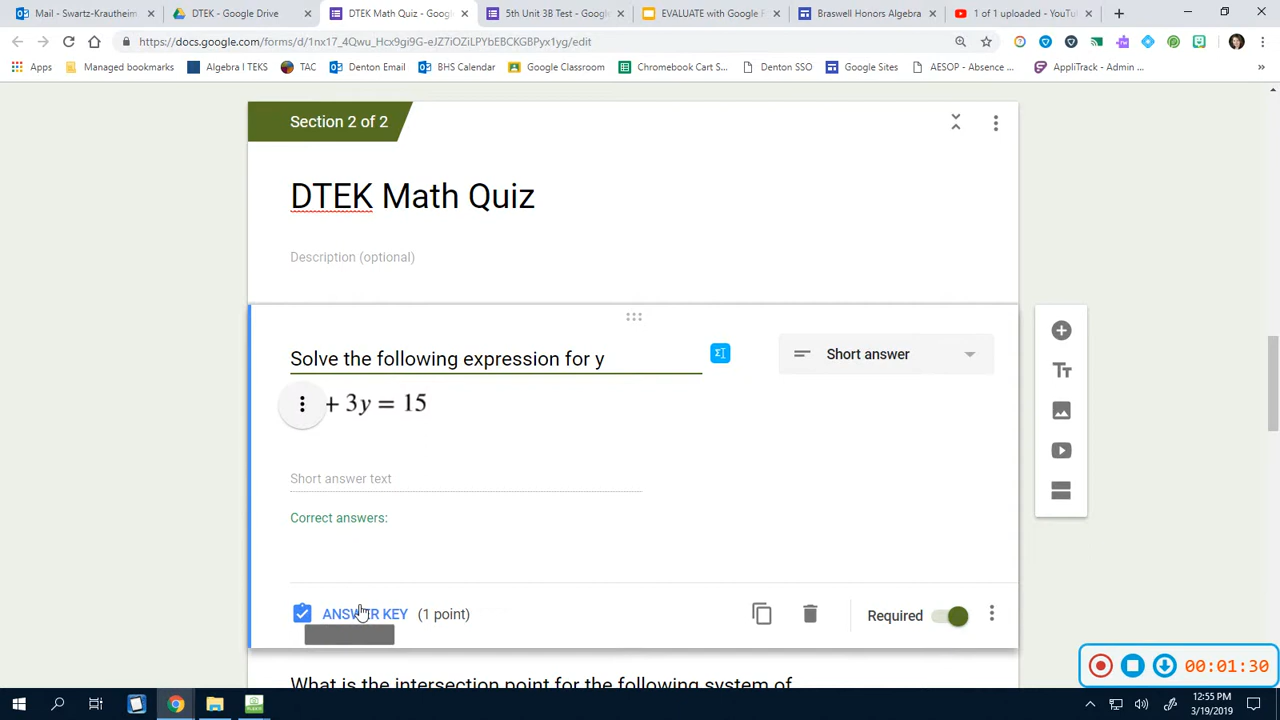 Mail - Swartz-Krautheim
DTEK - Google Drive
DTEK Math Quiz - Goog
5th Unit 3B Test - Googl
EVALUATE with Google
Braswell Honors Algebra
1 of 1 uploaded - YouTu
https://docs.google.com/forms/d/1nx17_4Qwu_Hcx9gi9G-eJZ7iOZiLPYbEBCKGBPyx1yg/edit
Apps
Managed bookmarks
Algebra I TEKS
TAC
Denton Email
BHS Calendar
Google Classroom
Chromebook Cart S...
Denton SSO
Google Sites
AESOP - Absence ...
AppliTrack - Admin ...
Section 2 of 2
DTEK Math Quiz
Description (optional)
Solve the following expression for y
Short answer
+ 3y = 15
Short answer text
Correct answers:
ANSWER KEY (1 point)
Required
What is the intersection point for the following system of
00:01:30
12:55 PM
3/19/2019